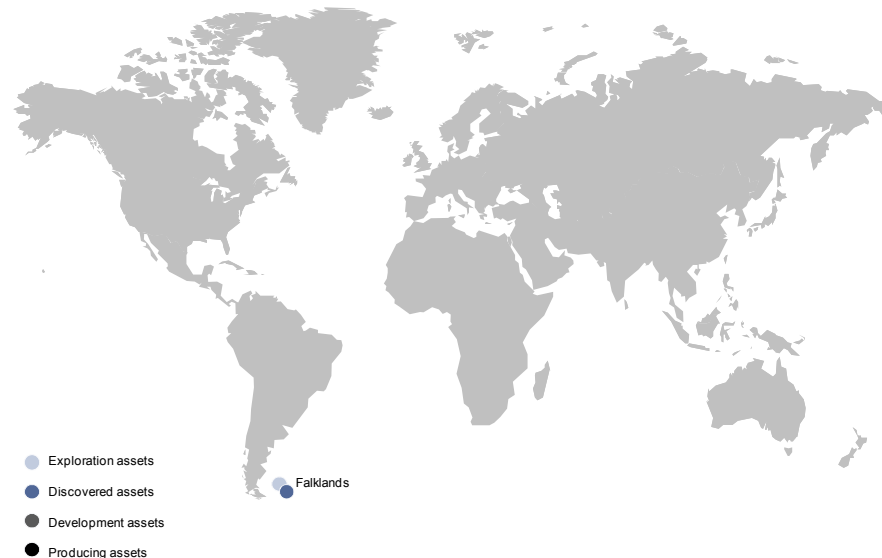 Exploration assets
Falklands
Discovered assets
Development assets
Producing assets